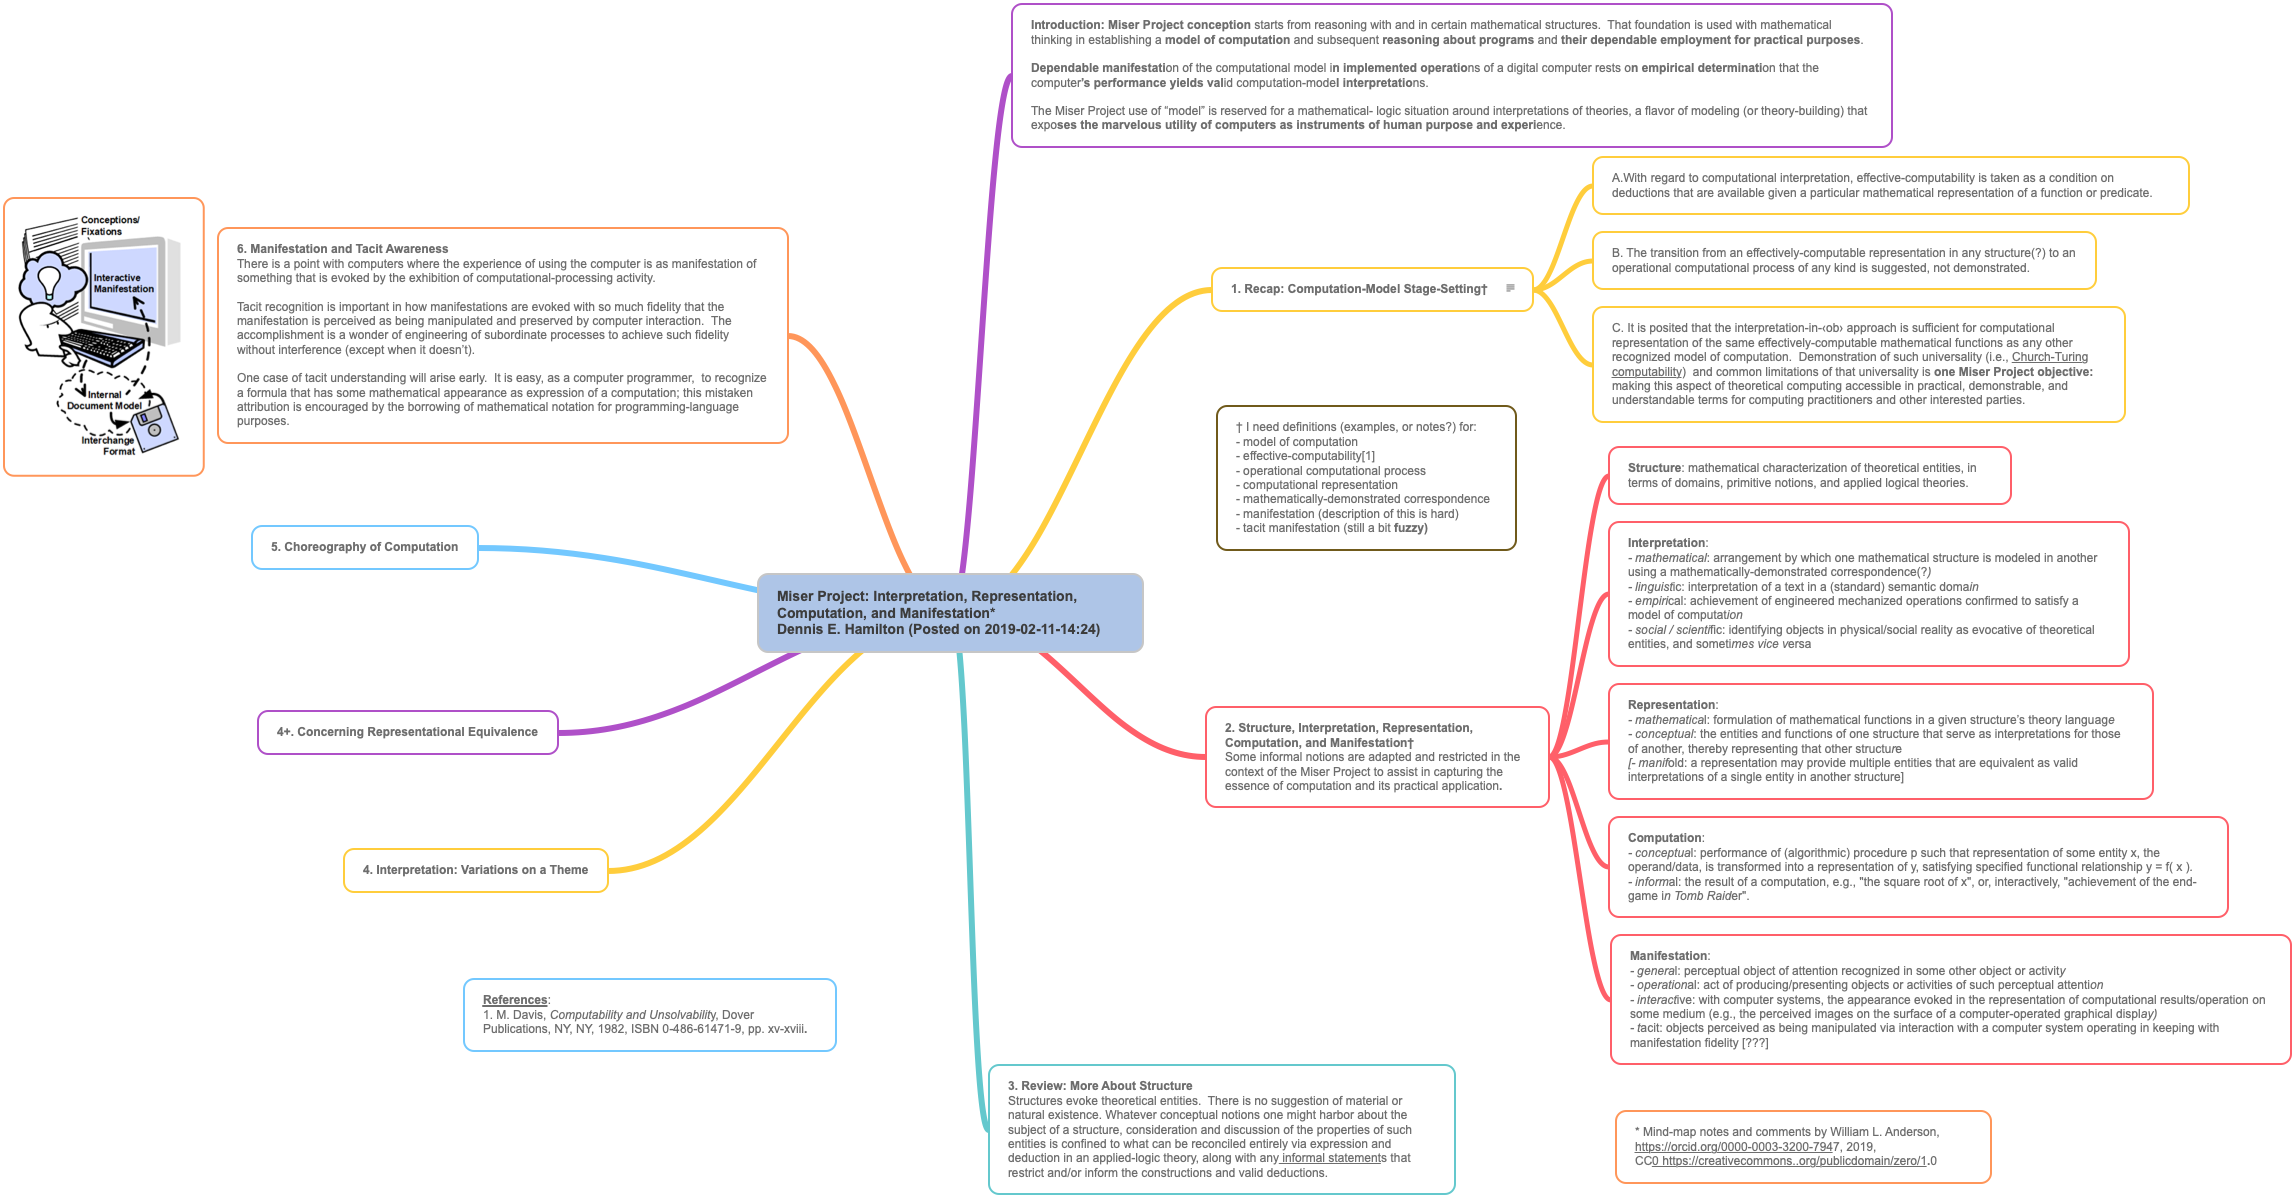 Introduction: Miser Project conception starts from reasoning with and in certain mathematical structures.  That foundation is used with mathematical
thinking in establishing a model of computation and subsequent reasoning about programs and their dependable employment for practical purposes.
Dependable manifestation of the computational model in implemented operations of a digital computer rests on empirical determination that the
computer's performance yields valid computation-model interpretations.
The Miser Project use of “model” is reserved for a mathematical- logic situation around interpretations of theories, a flavor of modeling (or theory-building) that
exposes the marvelous utility of computers as instruments of human purpose and experience.
A.With regard to computational interpretation, effective-computability is taken as a condition on
deductions that are available given a particular mathematical representation of a function or predicate.
B. The transition from an effectively-computable representation in any structure(?) to an
operational computational process of any kind is suggested, not demonstrated.
1. Recap: Computation-Model Stage-Setting†
C. It is posited that the interpretation-in-‹ob› approach is sufficient for computational
representation of the same effectively-computable mathematical functions as any other
recognized model of computation.  Demonstration of such universality (i.e., Church-Turing
computability)  and common limitations of that universality is one Miser Project objective:
making this aspect of theoretical computing accessible in practical, demonstrable, and
understandable terms for computing practitioners and other interested parties.
† I need definitions (examples, or notes?) for:
- model of computation
- effective-computability[1]
- operational computational process
- computational representation
- mathematically-demonstrated correspondence
- manifestation (description of this is hard)
- tacit manifestation (still a bit fuzzy)
Conceptions/
Fixations
Interactive
Manifestation
Internal
Document Model
Interchange
Format
6. Manifestation and Tacit Awareness
There is a point with computers where the experience of using the computer is as manifestation of
something that is evoked by the exhibition of computational-processing activity.
Tacit recognition is important in how manifestations are evoked with so much fidelity that the
manifestation is perceived as being manipulated and preserved by computer interaction.  The
accomplishment is a wonder of engineering of subordinate processes to achieve such fidelity
without interference (except when it doesn't).
One case of tacit understanding will arise early.  It is easy, as a computer programmer,  to recognize
a formula that has some mathematical appearance as expression of a computation; this mistaken
attribution is encouraged by the borrowing of mathematical notation for programming-language
purposes.
5. Choreography of Computation
Miser Project: Interpretation, Representation,
Computation, and Manifestation*
Dennis E. Hamilton (Posted on 2019-02-11-14:24)
4+. Concerning Representational Equivalence
4. Interpretation: Variations on a Theme
References:
1. M. Davis, Computability and Unsolvability, Dover
Publications, NY, NY, 1982, ISBN 0-486-61471-9, pp. xv-xviii.
2. Structure, Interpretation, Representation,
Computation, and Manifestation†
Some informal notions are adapted and restricted in the
context of the Miser Project to assist in capturing the
essence of computation and its practical application.
Structure: mathematical characterization of theoretical entities, in
terms of domains, primitive notions, and applied logical theories.
Interpretation:
- mathematical: arrangement by which one mathematical structure is modeled in another
using a mathematically-demonstrated correspondence(?)
- linguistic: interpretation of a text in a (standard) semantic domain
- empirical: achievement of engineered mechanized operations confirmed to satisfy a
model of computation
- social / scientific: identifying objects in physical/social reality as evocative of theoretical
entities, and sometimes vice versa
Representation:
- mathematical: formulation of mathematical functions in a given structure's theory language
- conceptual: the entities and functions of one structure that serve as interpretations for those
of another, thereby representing that other structure
[- manifold: a representation may provide multiple entities that are equivalent as valid
interpretations of a single entity in another structure]
Computation:
- conceptual: performance of (algorithmic) procedure p such that representation of some entity x, the
operand/data, is transformed into a representation of y, satisfying specified functional relationship y = f( x ).
- informal: the result of a computation, e.g., "the square root of x", or, interactively, "achievement of the end-
game in Tomb Raider".
Manifestation:
- general: perceptual object of attention recognized in some other object or activity
- operational: act of producing/presenting objects or activities of such perceptual attention
- interactive: with computer systems, the appearance evoked in the representation of computational results/operation on
some medium (e.g., the perceived images on the surface of a computer-operated graphical display)
- tacit: objects perceived as being manipulated via interaction with a computer system operating in keeping with
manifestation fidelity [???]
3. Review: More About Structure
Structures evoke theoretical entities.  There is no suggestion of material or
natural existence. Whatever conceptual notions one might harbor about the
subject of a structure, consideration and discussion of the properties of such
entities is confined to what can be reconciled entirely via expression and
deduction in an applied-logic theory, along with any informal statements that
restrict and/or inform the constructions and valid deductions.
* Mind-map notes and comments by William L. Anderson,
https://orcid.org/0000-0003-3200-7947, 2019,
CC0 https://creativecommons..org/publicdomain/zero/1.0